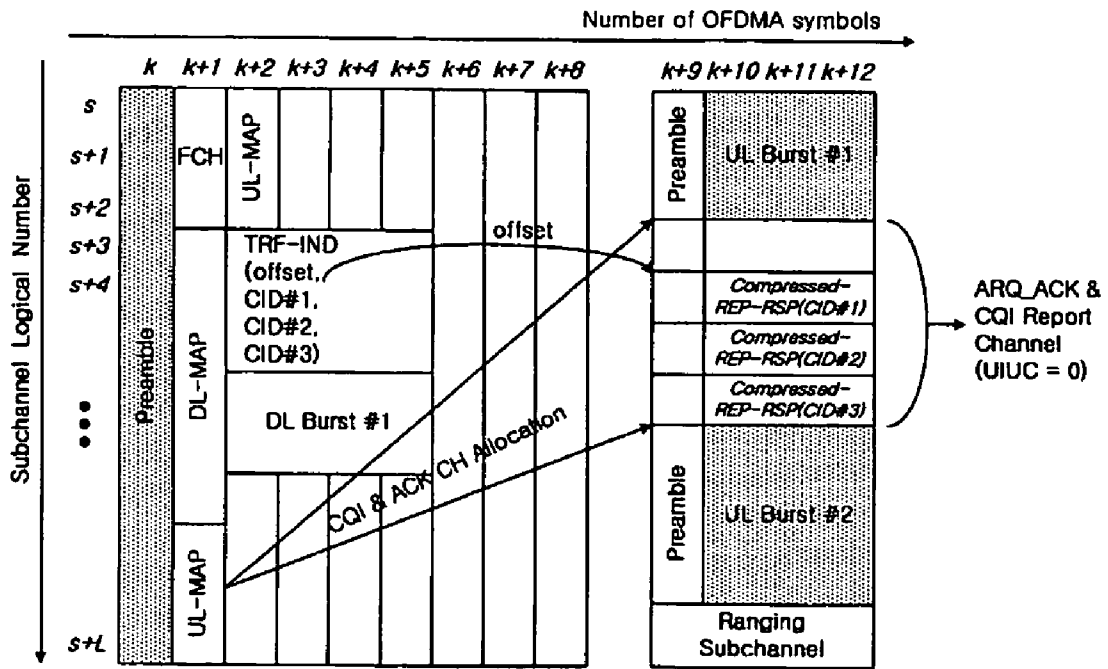 Number of OFDMA symbols
k k+1 k+2 k+3 k+4 k+5 k+6 k+7 k+8
k+9 k+10 k+11 k+12
Subchannel Logical Number
s
s+1
s+2
s+3
s+4
s+L
Preamble
FCH
DL-MAP
UL-MAP
UL-MAP
TRF-IND
(offset,
CID#1,
CID#2,
CID#3)
DL Burst #1
offset
CQI & ACK CH Allocation
Preamble
UL Burst #1
Compressed-
REP-RSP(CID#1)
Compressed-
REP-RSP(CID#2)
Compressed-
REP-RSP(CID#3)
Preamble
UL Burst #2
Ranging
Subchannel
ARQ_ACK &
CQI Report
Channel
(UIUC = 0)